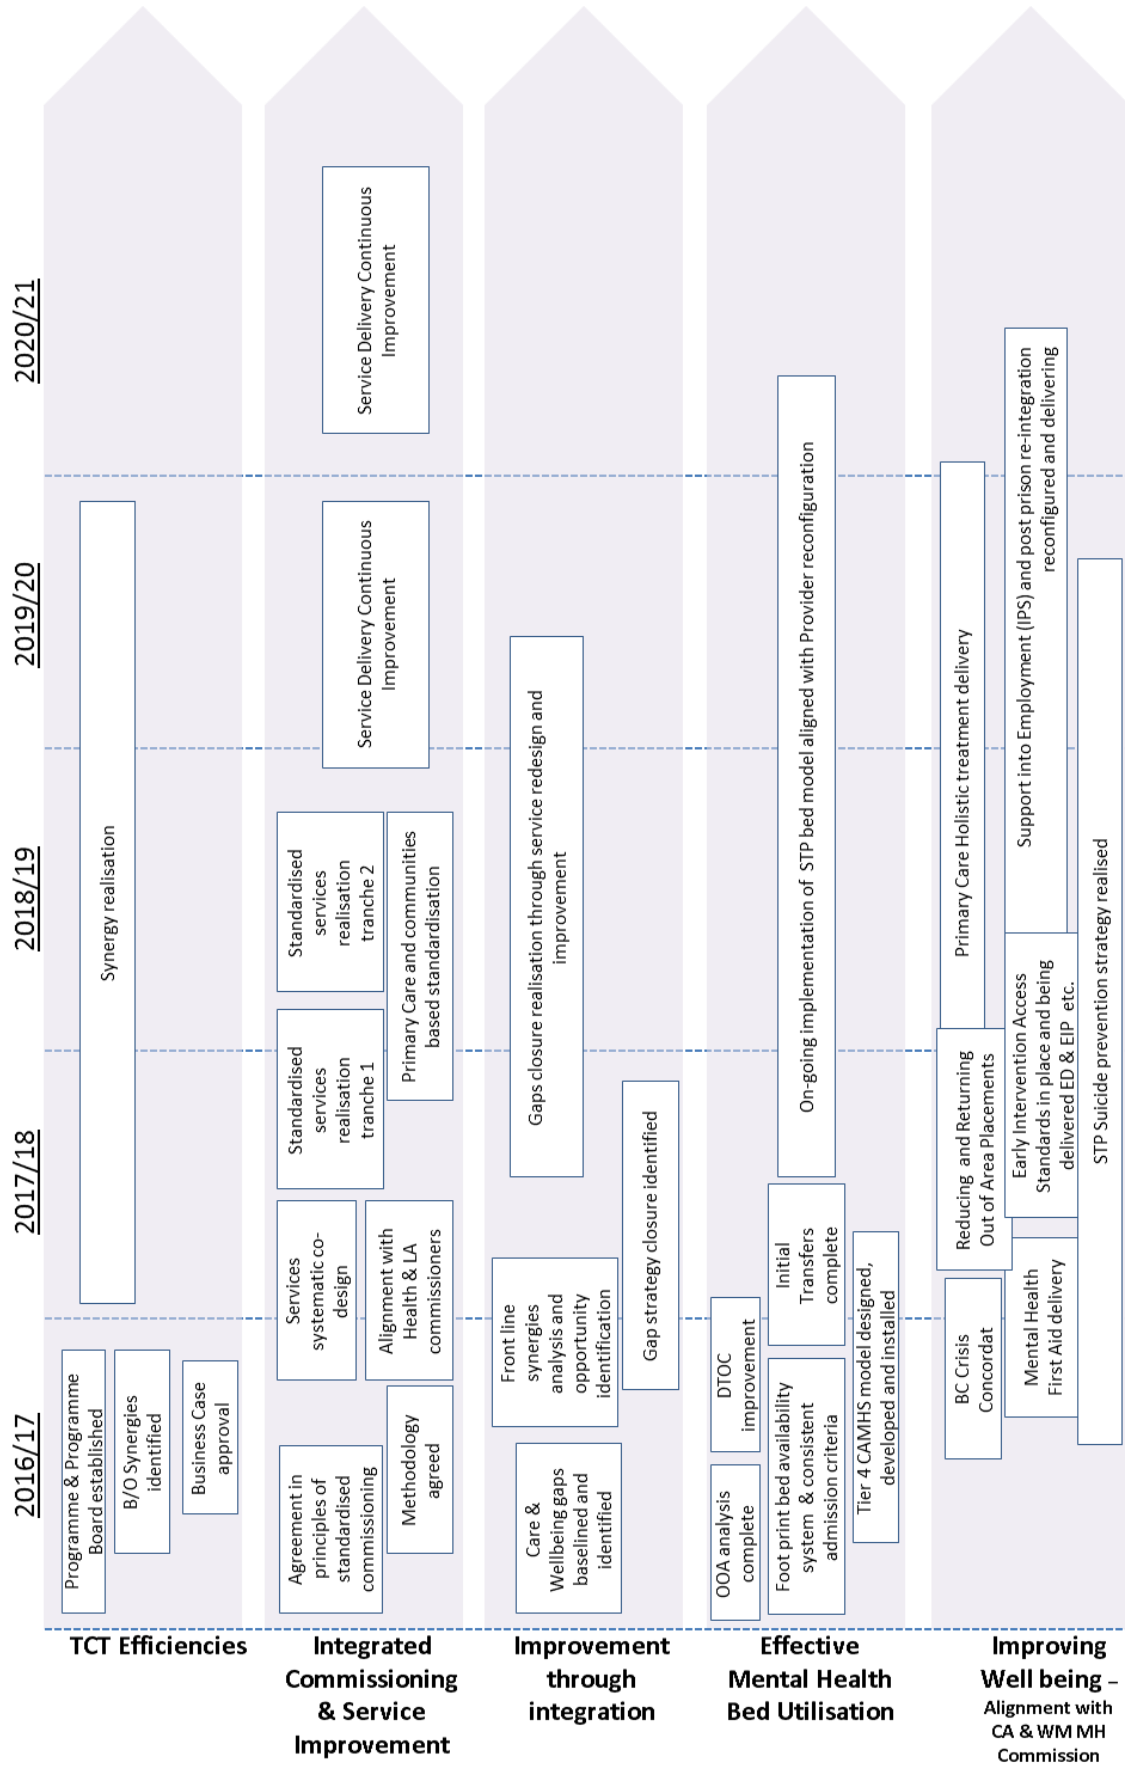 2016/17
2017/18
2018/19
2019/20
2020/21
TCT Efficiencies
Programme & Programme
Board established
B/O Synergies
identified
Business Case
approval
Synergy realisation
Integrated
Commissioning
& Service
Improvement
Agreement in
principles of
standardised
commissioning
Methodology
agreed
Services
systematic co-
design
Alignment with
Health & LA
commissioners
Standardised
services
realisation
tranche 1
Standardised
services
realisation
tranche 2
Primary Care and communities
based standardisation
Service Delivery Continuous
Improvement
Service Delivery Continuous
Improvement
Improvement
through
integration
Care &
Wellbeing gaps
baselined and
identified
Front line
synergies
analysis and
opportunity
identification
Gap strategy closure identified
Gaps closure realisation through service redesign and
improvement
Effective
Mental Health
Bed Utilisation
OOA analysis
complete
DTOC
improvement
Foot print bed availability
system & consistent
admission criteria
Initial
Transfers
complete
Tier 4 CAMHS model designed,
developed and installed
On-going implementation of STP bed model aligned with Provider reconfiguration
Improving
Well being –
Alignment with
CA & WM MH
Commission
BC Crisis
Concordat
Mental Health
First Aid delivery
Reducing and Returning
Out of Area Placements
Early Intervention Access
Standards in place and being
delivered ED & EIP etc.
Primary Care Holistic treatment delivery
Support into Employment (IPS) and post prison re-integration
reconfigured and delivering
STP Suicide prevention strategy realised